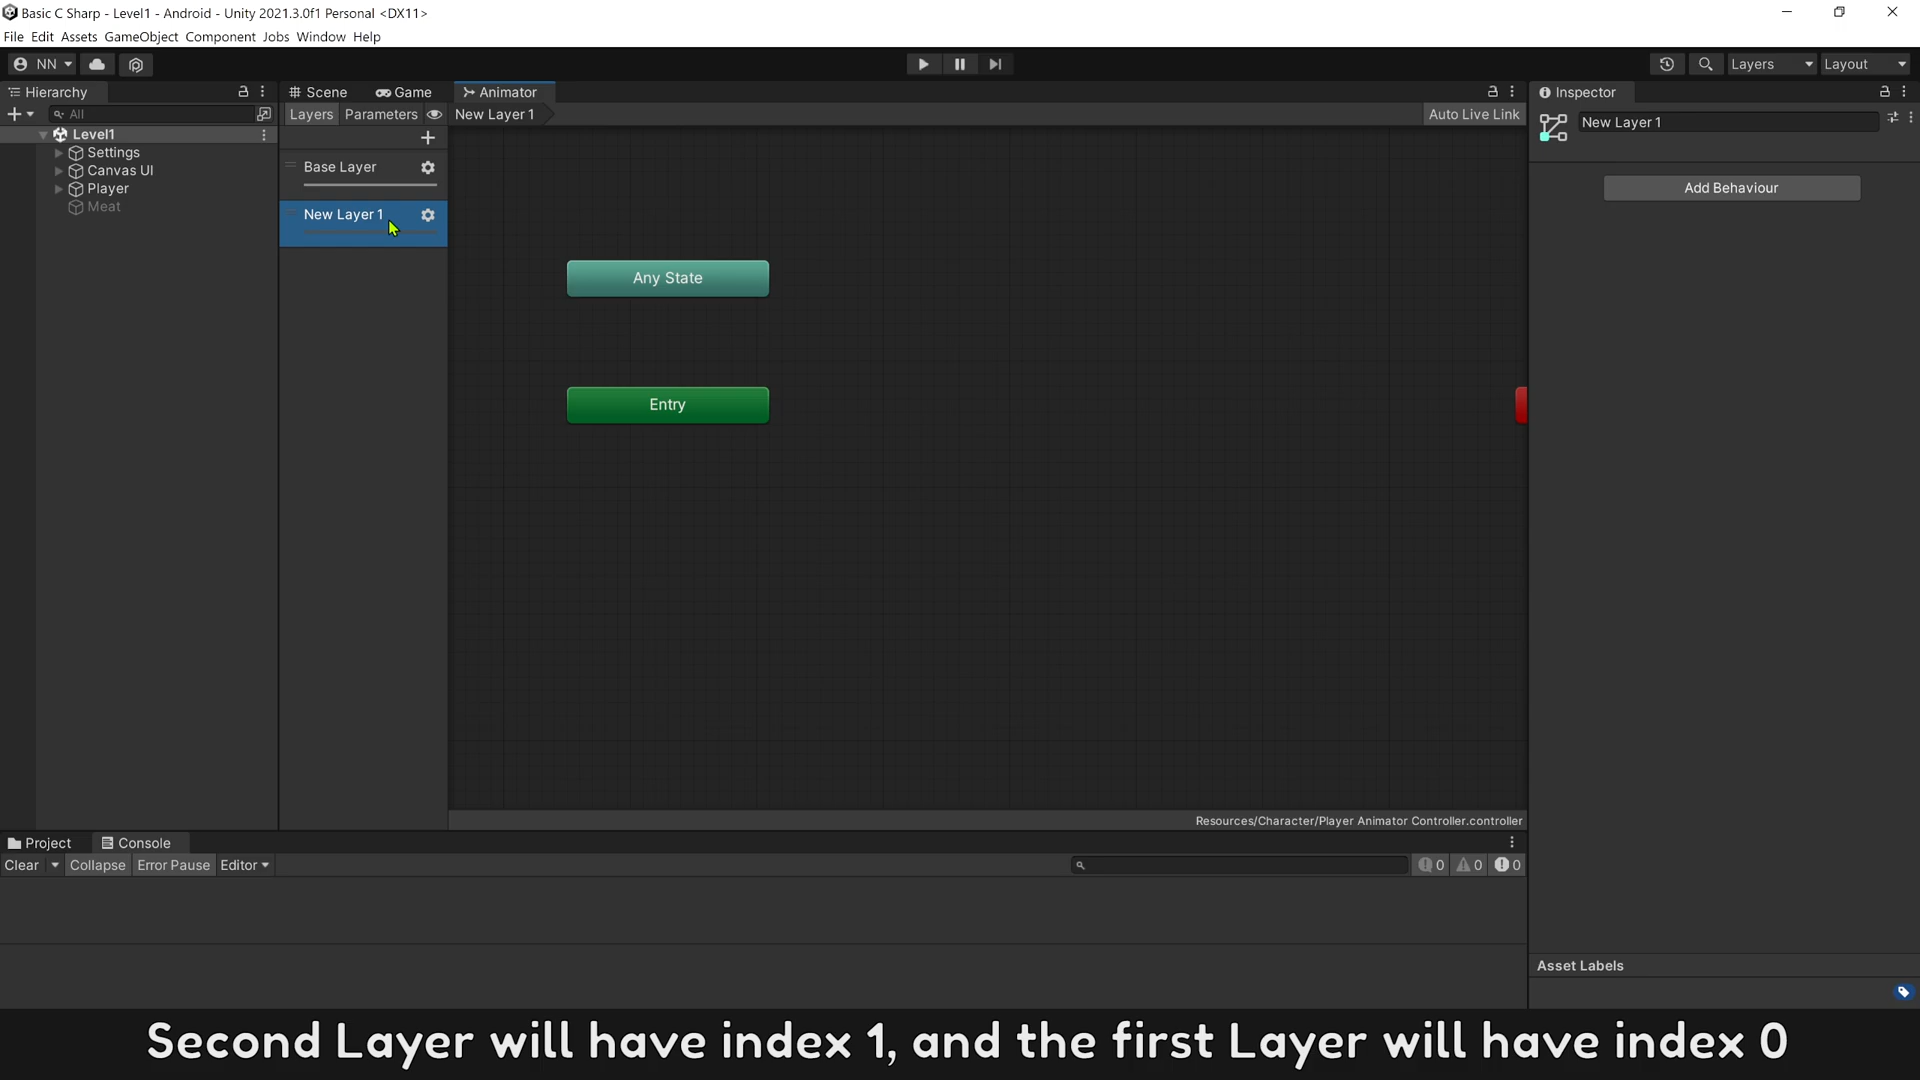 Basic C Sharp - Level1 - Android - Unity 2021.3.0f1 Personal <DX11>
File Edit Assets GameObject Component Jobs Window Help
NN
Layers
Layout
Hierarchy
All
Level1
Settings
Canvas UI
Player
Meat
Scene
Game
Animator
Layers
Parameters
New Layer 1
Auto Live Link
Base Layer
New Layer 1
Any State
Entry
Resources/Character/Player Animator Controller.controller
Inspector
New Layer 1
Add Behaviour
Project
Console
Clear
Collapse
Error Pause
Editor
0
0
0
Asset Labels
Second Layer will have index 1, and the first Layer will have index 0